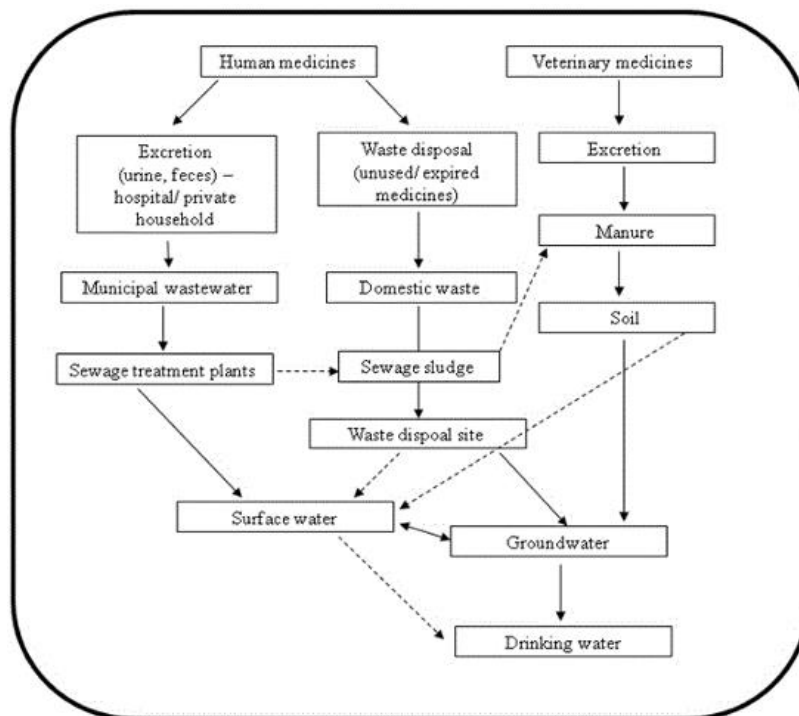 Human medicines
Veterinary medicines
Excretion
(urine, feces) –
hospital/ private
household
Waste disposal
(unused/ expired
medicines)
Excretion
Manure
Municipal wastewater
Domestic waste
Soil
Sewage treatment plants
Sewage sludge
Waste dispoal site
Surface water
Groundwater
Drinking water